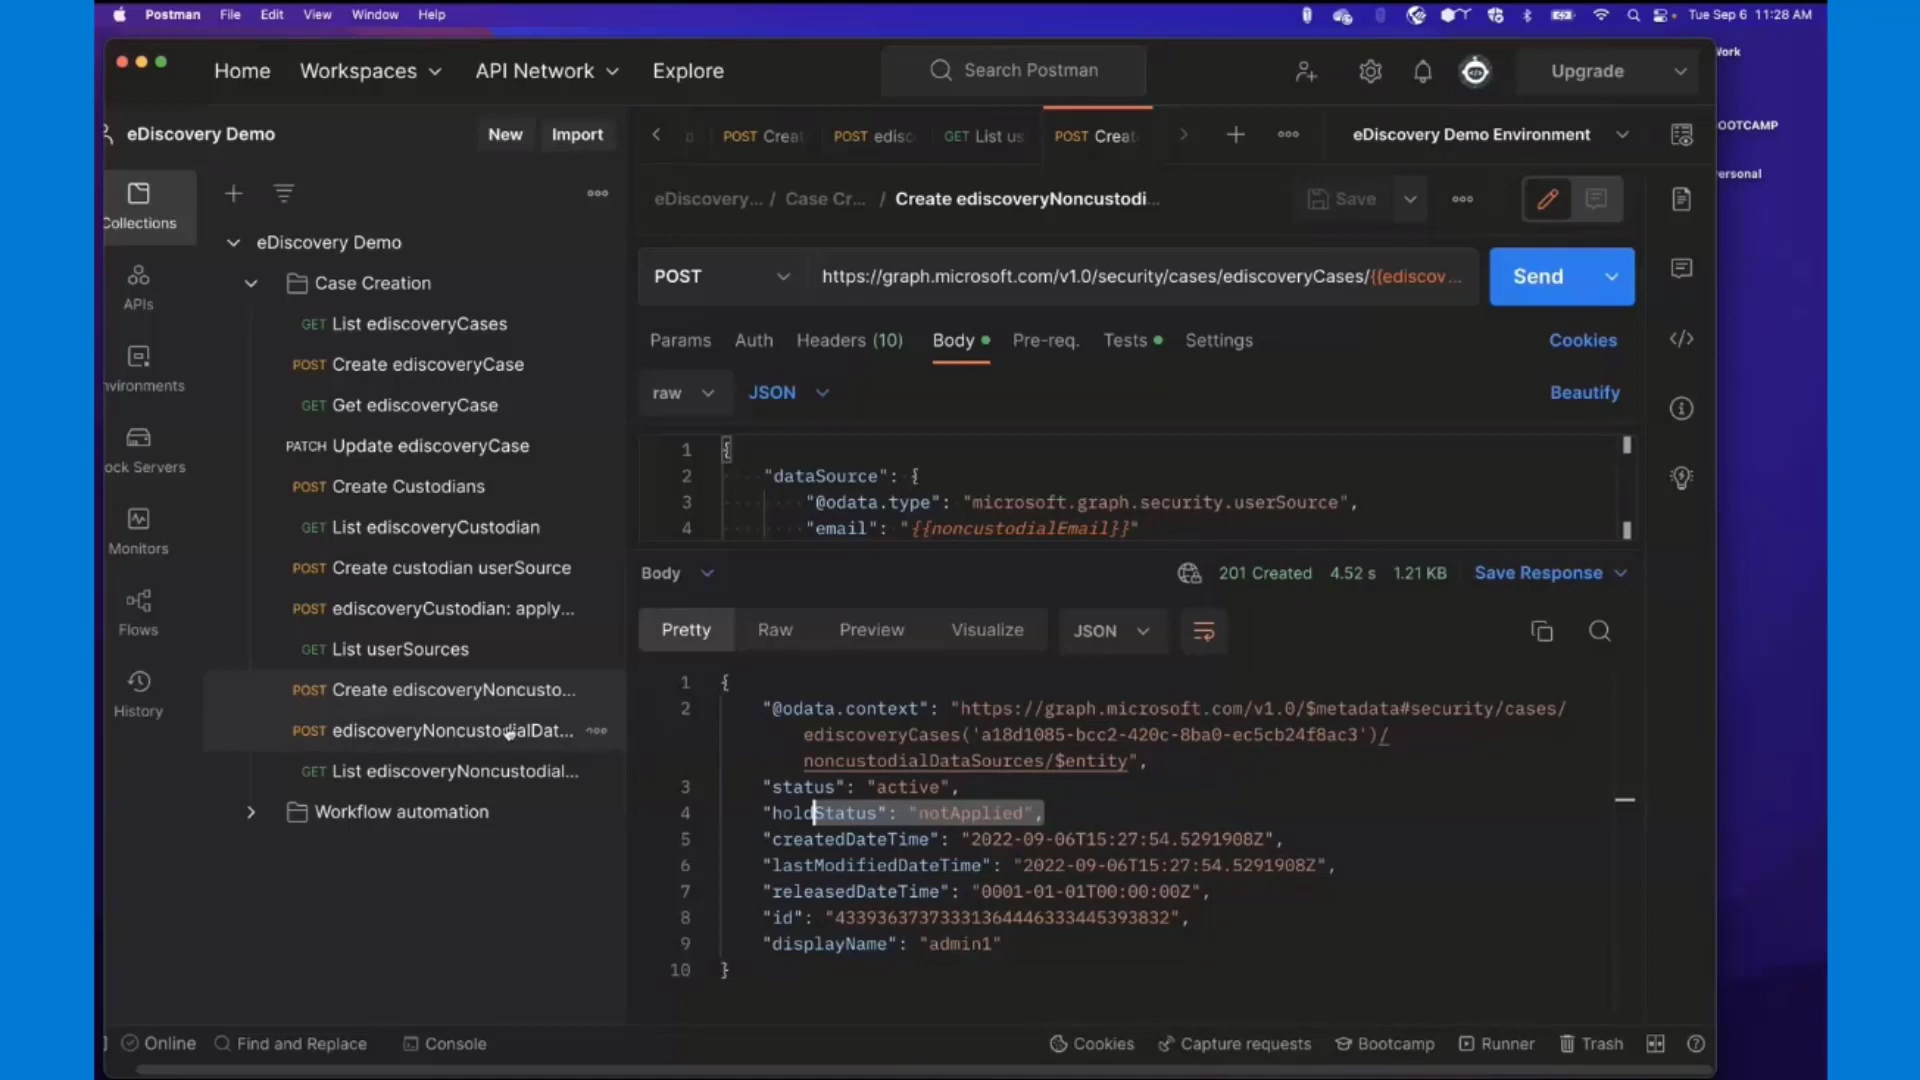 Postman File Edit View Window Help
Tue Sep 6 11:28 AM
Work
OOTCAMP
ersonal
Home Workspaces API Network Explore
Search Postman
Upgrade
eDiscovery Demo
New Import
POST Creat
POST edisc
GET List us
POST Creat
eDiscovery Demo Environment
Collections
APIs
nvironments
ock Servers
Monitors
Flows
History
eDiscovery Demo
Case Creation
GET List ediscoveryCases
POST Create ediscoveryCase
GET Get ediscoveryCase
PATCH Update ediscoveryCase
POST Create Custodians
GET List ediscoveryCustodian
POST Create custodian userSource
POST ediscoveryCustodian: apply...
GET List userSources
POST Create ediscoveryNoncusto...
POST ediscoveryNoncustodialDat...
GET List ediscoveryNoncustodial...
Workflow automation
eDiscovery... / Case Cr... / Create ediscoveryNoncustodi...
Save
POST
https://graph.microsoft.com/v1.0/security/cases/ediscoveryCases/{{ediscov ...
Send
Params Auth Headers (10) Body Pre-req. Tests Settings
Cookies
raw JSON
Beautify
1 {
2 "dataSource": {
3 "@odata.type": "microsoft.graph.security.userSource",
4 "email": "{{noncustodialEmail}}"
Body
201 Created 4.52 s 1.21 KB Save Response
Pretty Raw Preview Visualize JSON
1 {
2 "@odata.context": "https://graph.microsoft.com/v1.0/$metadata#security/cases/
ediscoveryCases('a18d1085-bcc2-420c-8ba0-ec5cb24f8ac3')/
noncustodialDataSources/$entity",
3 "status": "active",
4 "holdStatus": "notApplied",
5 "createdDateTime": "2022-09-06T15:27:54.5291908Z",
6 "lastModifiedDateTime": "2022-09-06T15:27:54.5291908Z",
7 "releasedDateTime": "0001-01-01T00:00:00Z",
8 "id": "43393637373331364446333445393832",
9 "displayName": "admin1"
10 }
Online Find and Replace Console
Cookies Capture requests Bootcamp Runner Trash